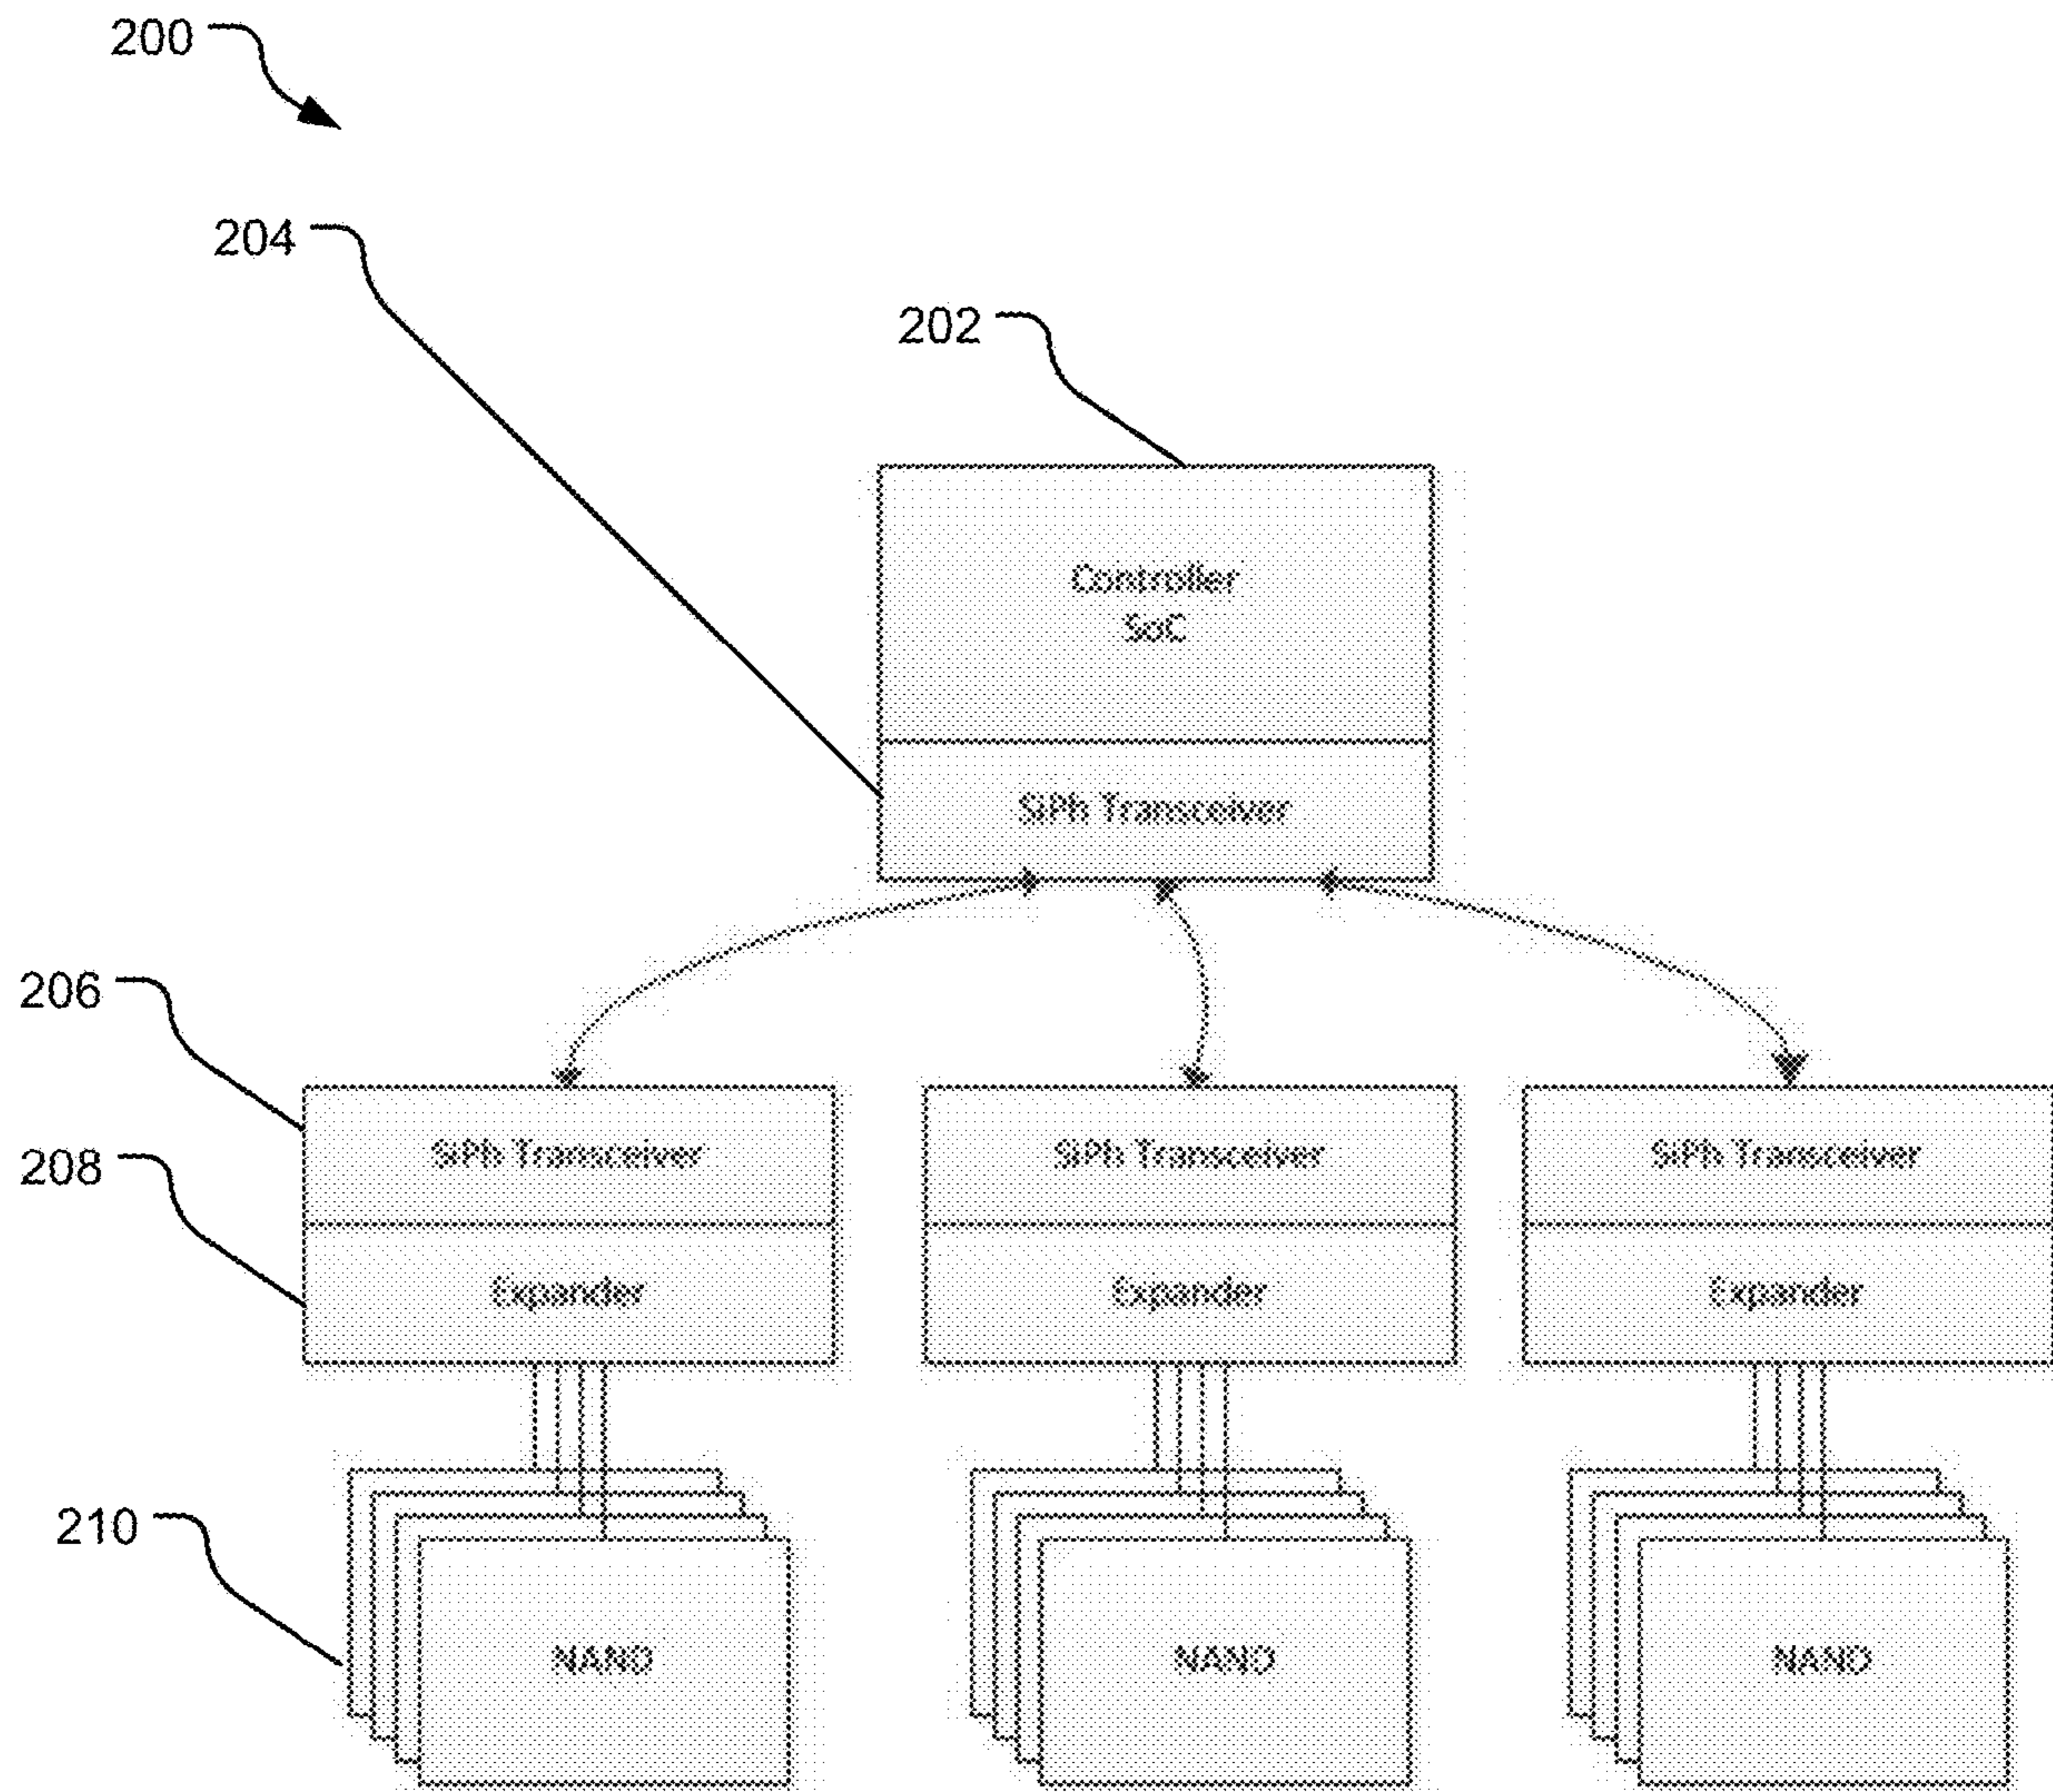 200
204
202
Controller
SoC
SiPh Transceiver
206
SiPh Transceiver
SiPh Transceiver
SiPh Transceiver
208
Expander
Expander
Expander
210
NAND
NAND
NAND